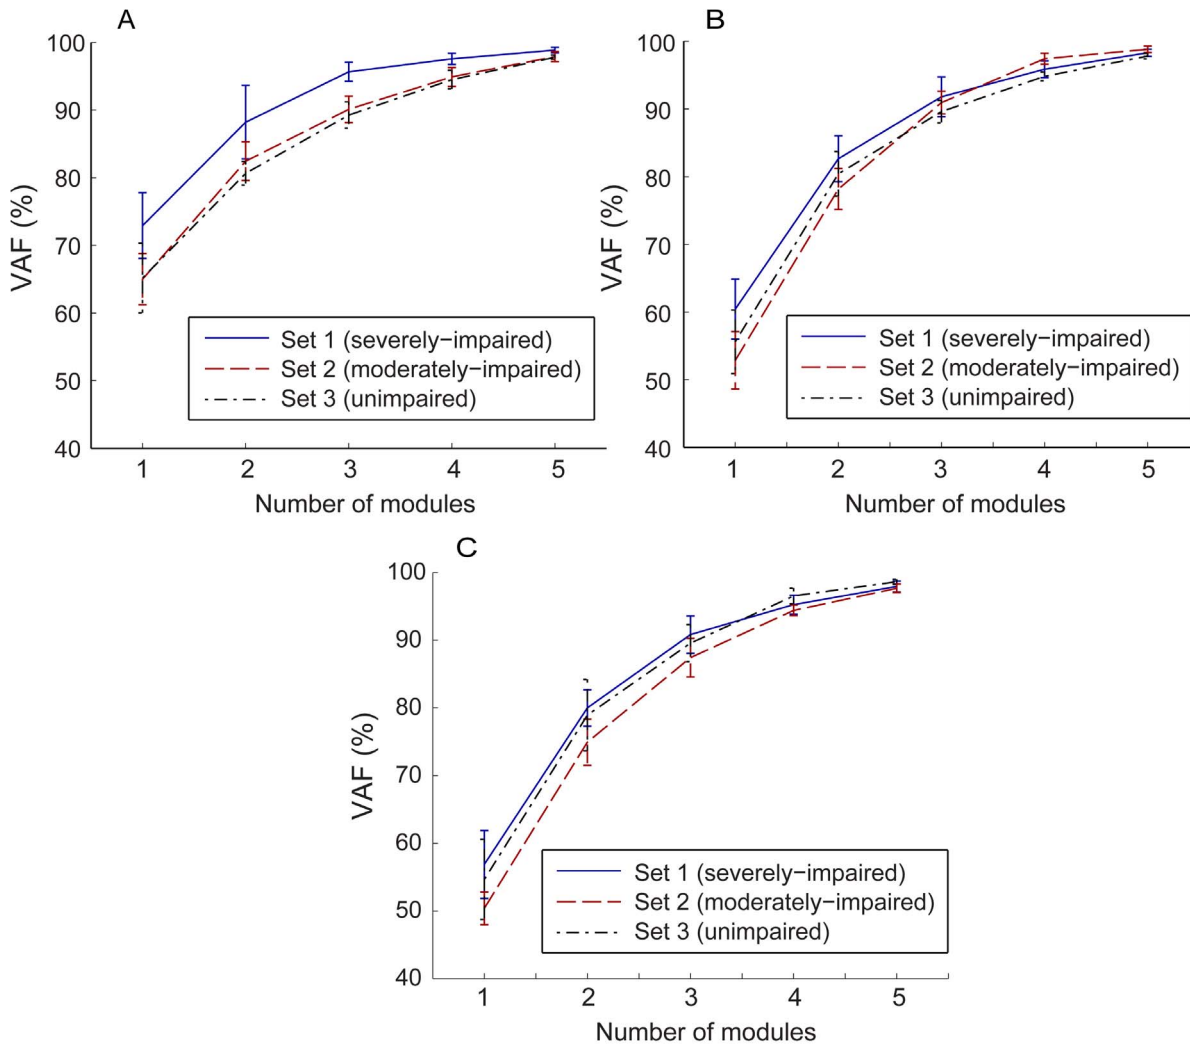 A
100
90
80
70
60
50
40
VAF (%)
Set 1 (severely−impaired)
Set 2 (moderately−impaired)
Set 3 (unimpaired)
1 2 3 4 5
Number of modules
B
100
90
80
70
60
50
40
VAF (%)
Set 1 (severely−impaired)
Set 2 (moderately−impaired)
Set 3 (unimpaired)
1 2 3 4 5
Number of modules
C
100
90
80
70
60
50
40
VAF (%)
Set 1 (severely−impaired)
Set 2 (moderately−impaired)
Set 3 (unimpaired)
1 2 3 4 5
Number of modules